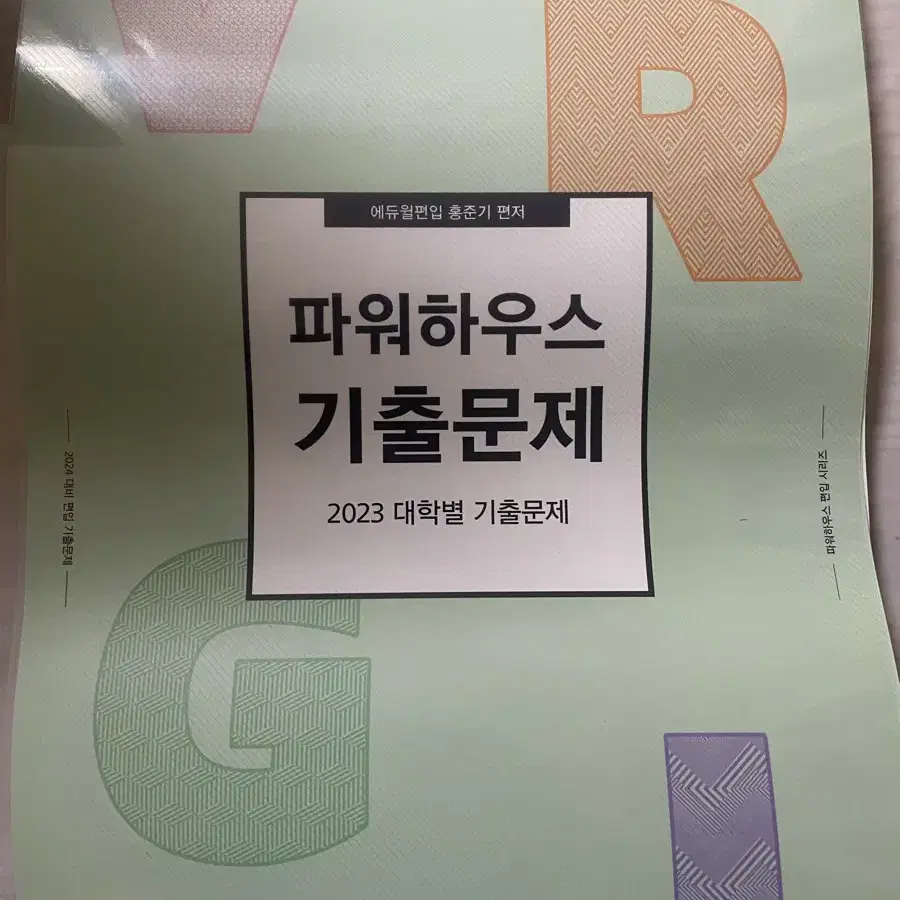 V
R
에듀윌편입 홍준기 편저
파워하우스
기출문제
2023 대학별 기출문제
2024 대비 편입 기출문제
파워하우스 편입 시리즈
G